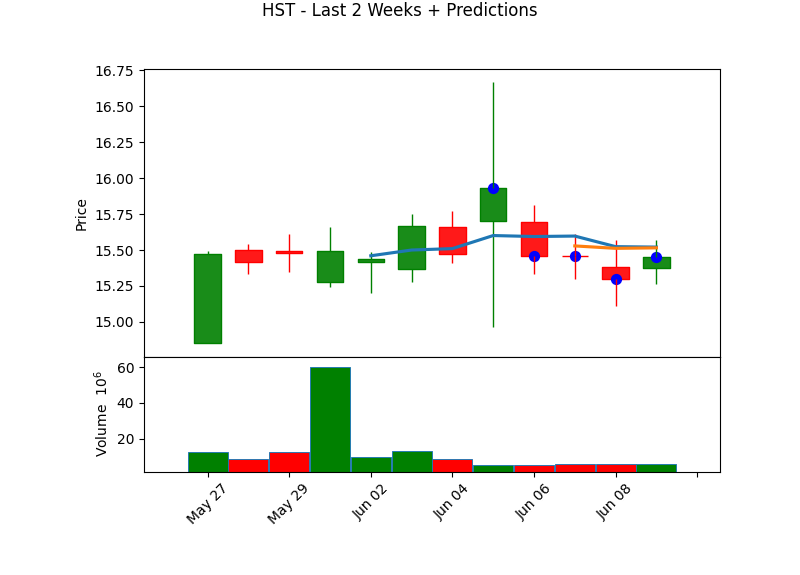 HST - Last 2 Weeks + Predictions
16.75
16.50
16.25
16.00
15.75
15.50
15.25
15.00
Price
60
40
20
Volume 10^6
May 27
May 29
Jun 02
Jun 04
Jun 06
Jun 08